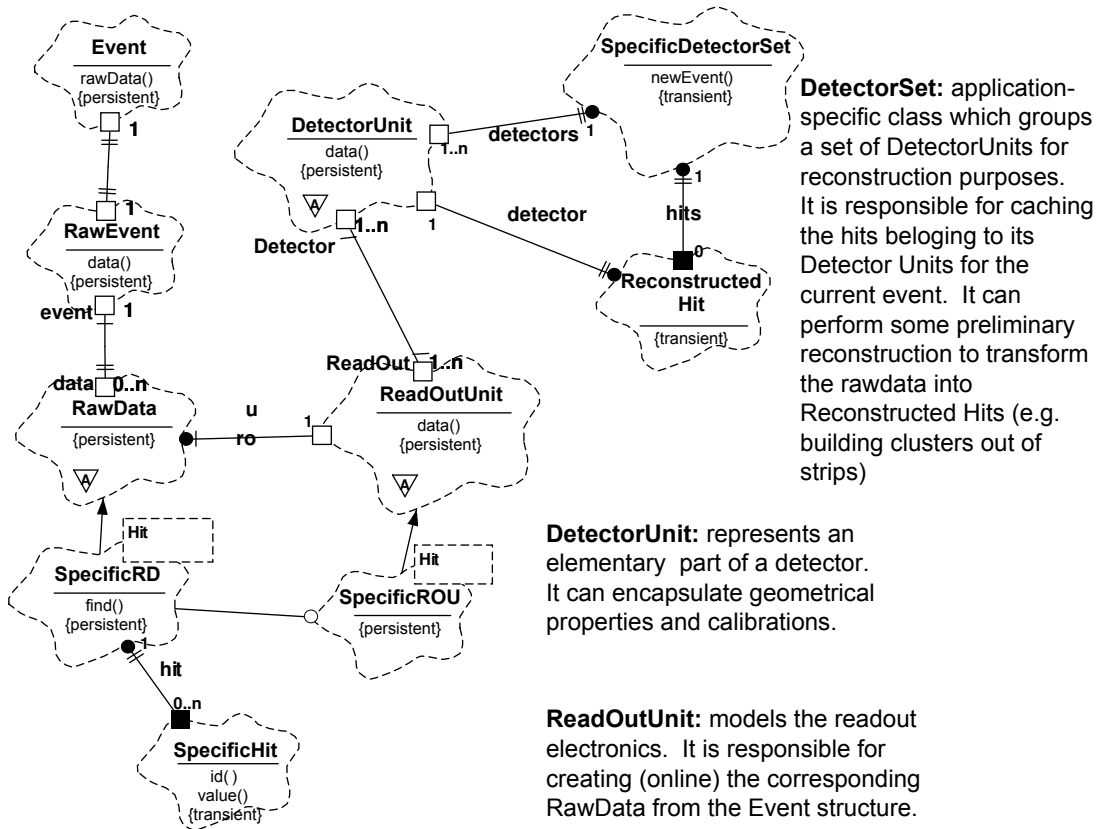 Event
rawData()
{persistent}
1
1
RawEvent
data()
{persistent}
event 1
data 0..n
RawData
{persistent}
A
Hit
SpecificRD
find()
{persistent}
1
hit
0..n
SpecificHit
id( )
value()
{transient}
DetectorUnit
data()
{persistent}
A
1..n
detectors
1
1
detector
1..n
Detector
ReadOut 1..n
ReadOutUnit
data()
{persistent}
A
u
ro
1
Hit
SpecificROU
{persistent}
SpecificDetectorSet
newEvent()
{transient}
1
hits
0
Reconstructed
Hit
{transient}
DetectorSet: application-
specific class which groups
a set of DetectorUnits for
reconstruction purposes.
It is responsible for caching
the hits beloging to its
Detector Units for the
current event. It can
perform some preliminary
reconstruction to transform
the rawdata into
Reconstructed Hits (e.g.
building clusters out of
strips)
DetectorUnit: represents an
elementary part of a detector.
It can encapsulate geometrical
properties and calibrations.
ReadOutUnit: models the readout
electronics. It is responsible for
creating (online) the corresponding
RawData from the Event structure.